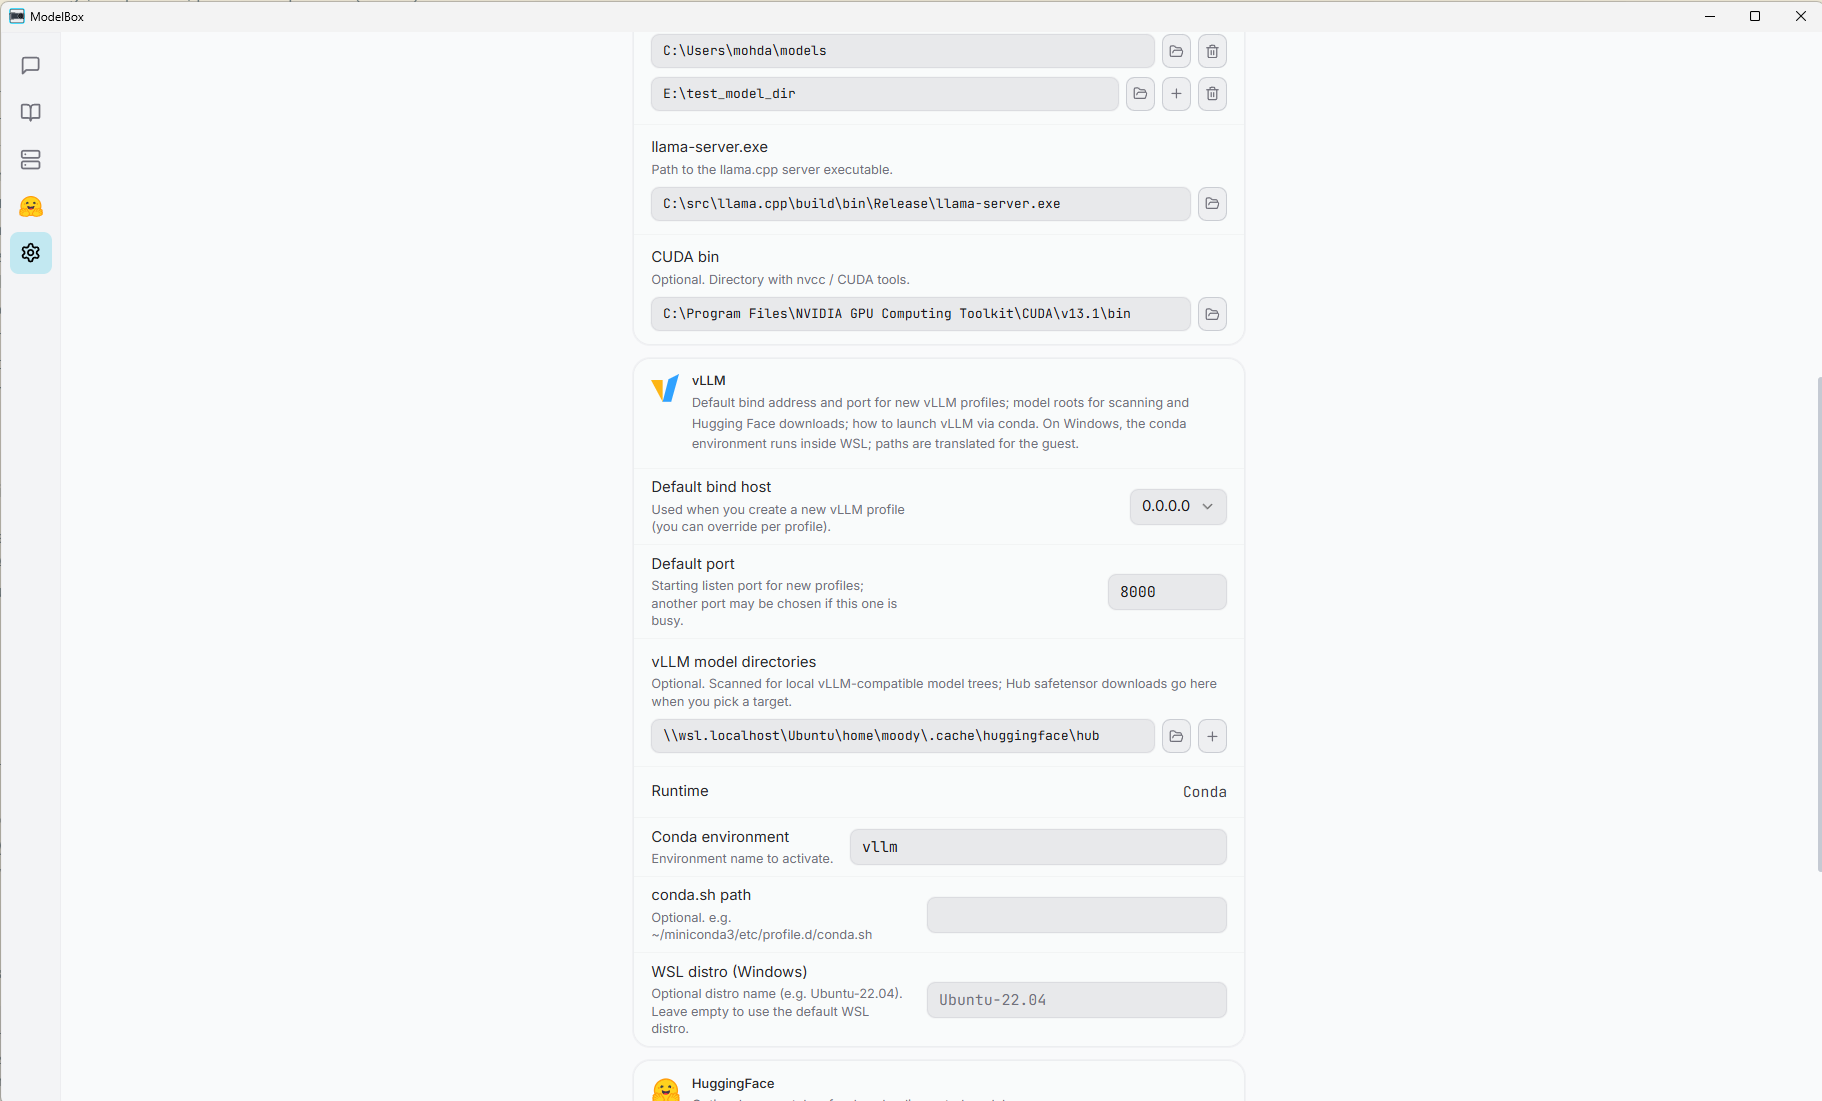 ModelBox
C:\Users\mohda\models
E:\test_model_dir
llama-server.exe
Path to the llama.cpp server executable.
C:\src\llama.cpp\build\bin\Release\llama-server.exe
CUDA bin
Optional. Directory with nvcc / CUDA tools.
C:\Program Files\NVIDIA GPU Computing Toolkit\CUDA\v13.1\bin
vLLM
Default bind address and port for new vLLM profiles; model roots for scanning and
Hugging Face downloads; how to launch vLLM via conda. On Windows, the conda
environment runs inside WSL; paths are translated for the guest.
Default bind host
Used when you create a new vLLM profile
(you can override per profile).
0.0.0.0
Default port
Starting listen port for new profiles;
another port may be chosen if this one is
busy.
8000
vLLM model directories
Optional. Scanned for local vLLM-compatible model trees; Hub safetensor downloads go here
when you pick a target.
\\wsl.localhost\Ubuntu\home\moody\.cache\huggingface\hub
Runtime
Conda
Conda environment
Environment name to activate.
vllm
conda.sh path
Optional. e.g.
~/miniconda3/etc/profile.d/conda.sh
WSL distro (Windows)
Optional distro name (e.g. Ubuntu-22.04).
Leave empty to use the default WSL
distro.
Ubuntu-22.04
HuggingFace